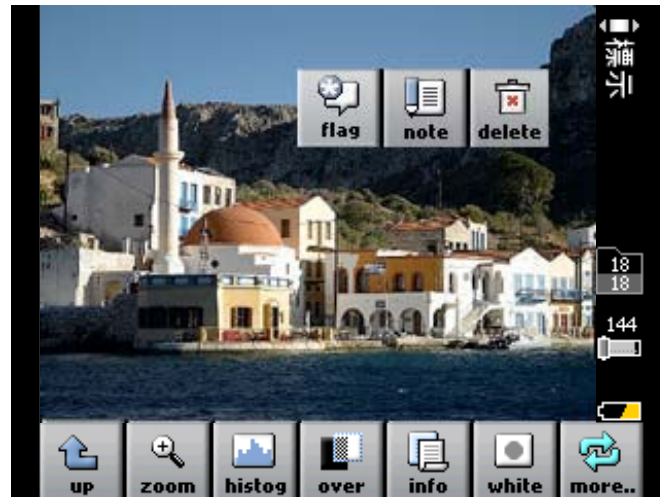 標示
flag note delete
18
18
144
up zoom histog over info white more..